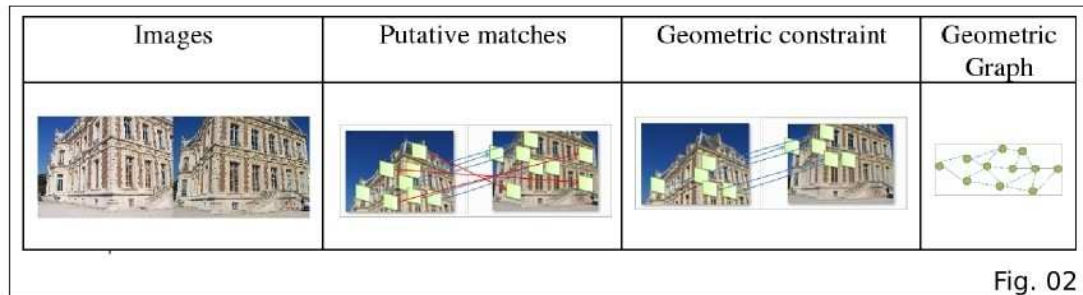 Images
Putative matches
Geometric constraint
Geometric
Graph
Fig. 02